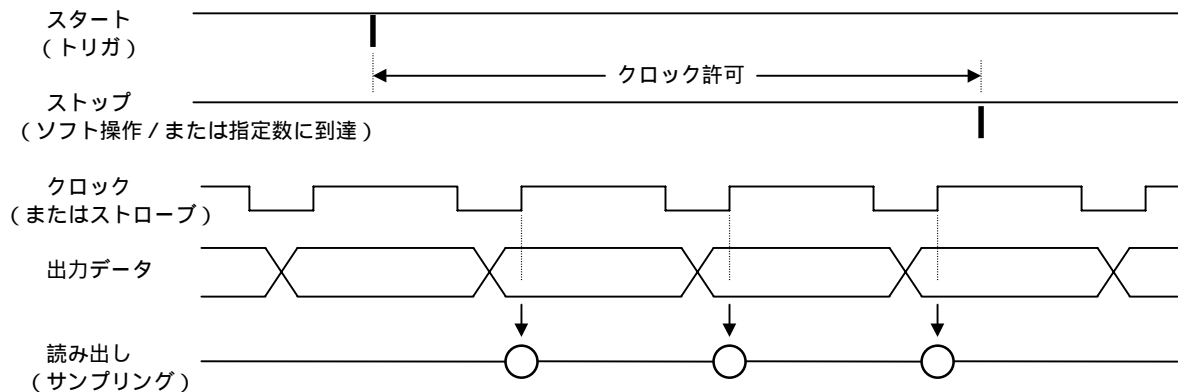 スタート
(トリガ)
クロック許可
ストップ
(ソフト操作/または指定数に到達)
クロック
(またはストローブ)
出力データ
読み出し
(サンプリング)